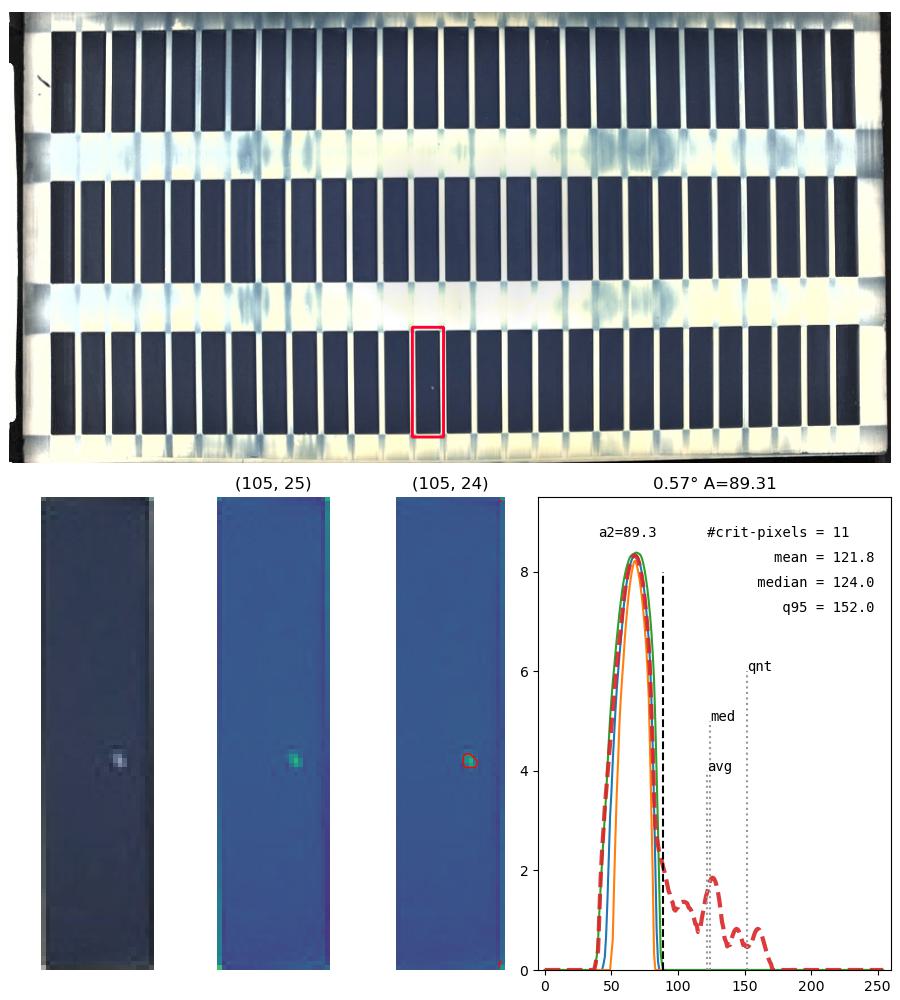 (105, 25)
(105, 24)
0.57° A=89.31
a2=89.3
#crit-pixels = 11
mean = 121.8
median = 124.0
q95 = 152.0
qnt
med
avg
8
6
4
2
0
0 50 100 150 200 250